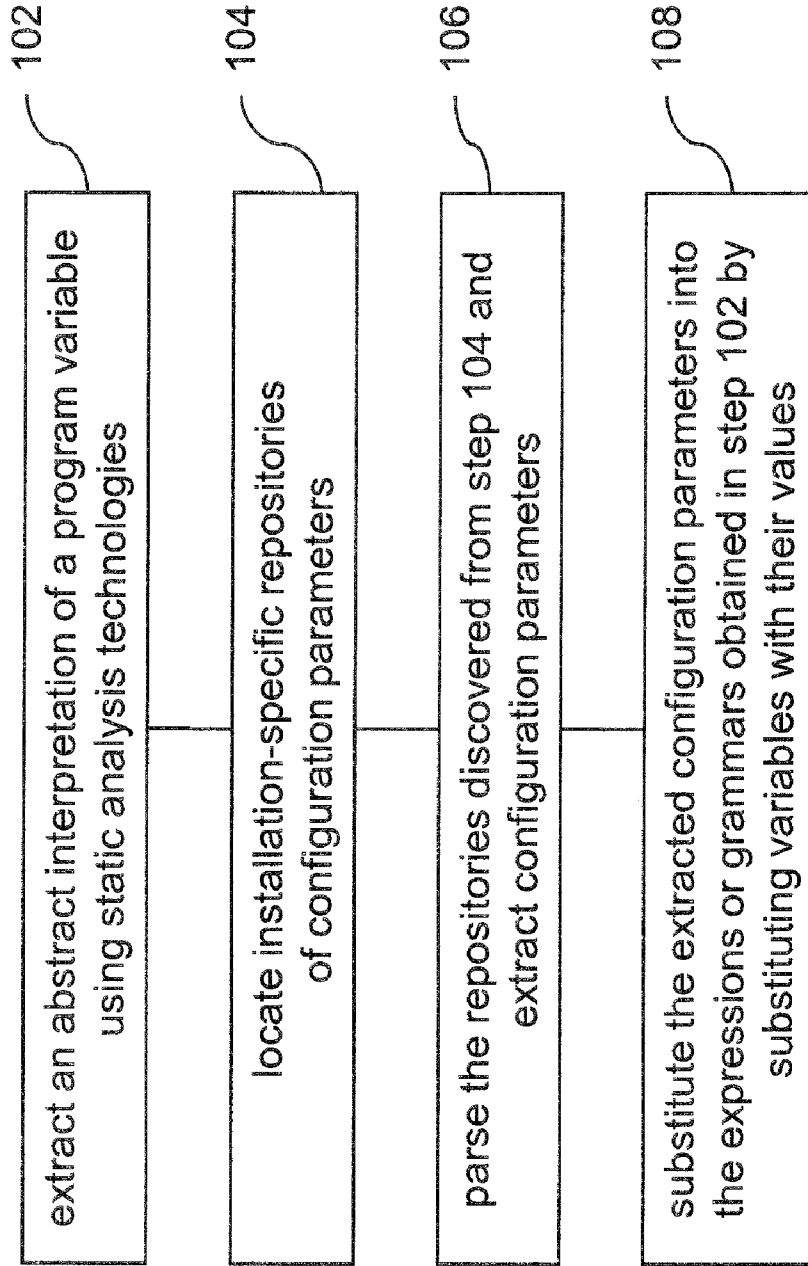 extract an abstract interpretation of a program variable
using static analysis technologies
102
locate installation-specific repositories
of configuration parameters
104
parse the repositories discovered from step 104 and
extract configuration parameters
106
substitute the extracted configuration parameters into
the expressions or grammars obtained in step 102 by
substituting variables with their values
108